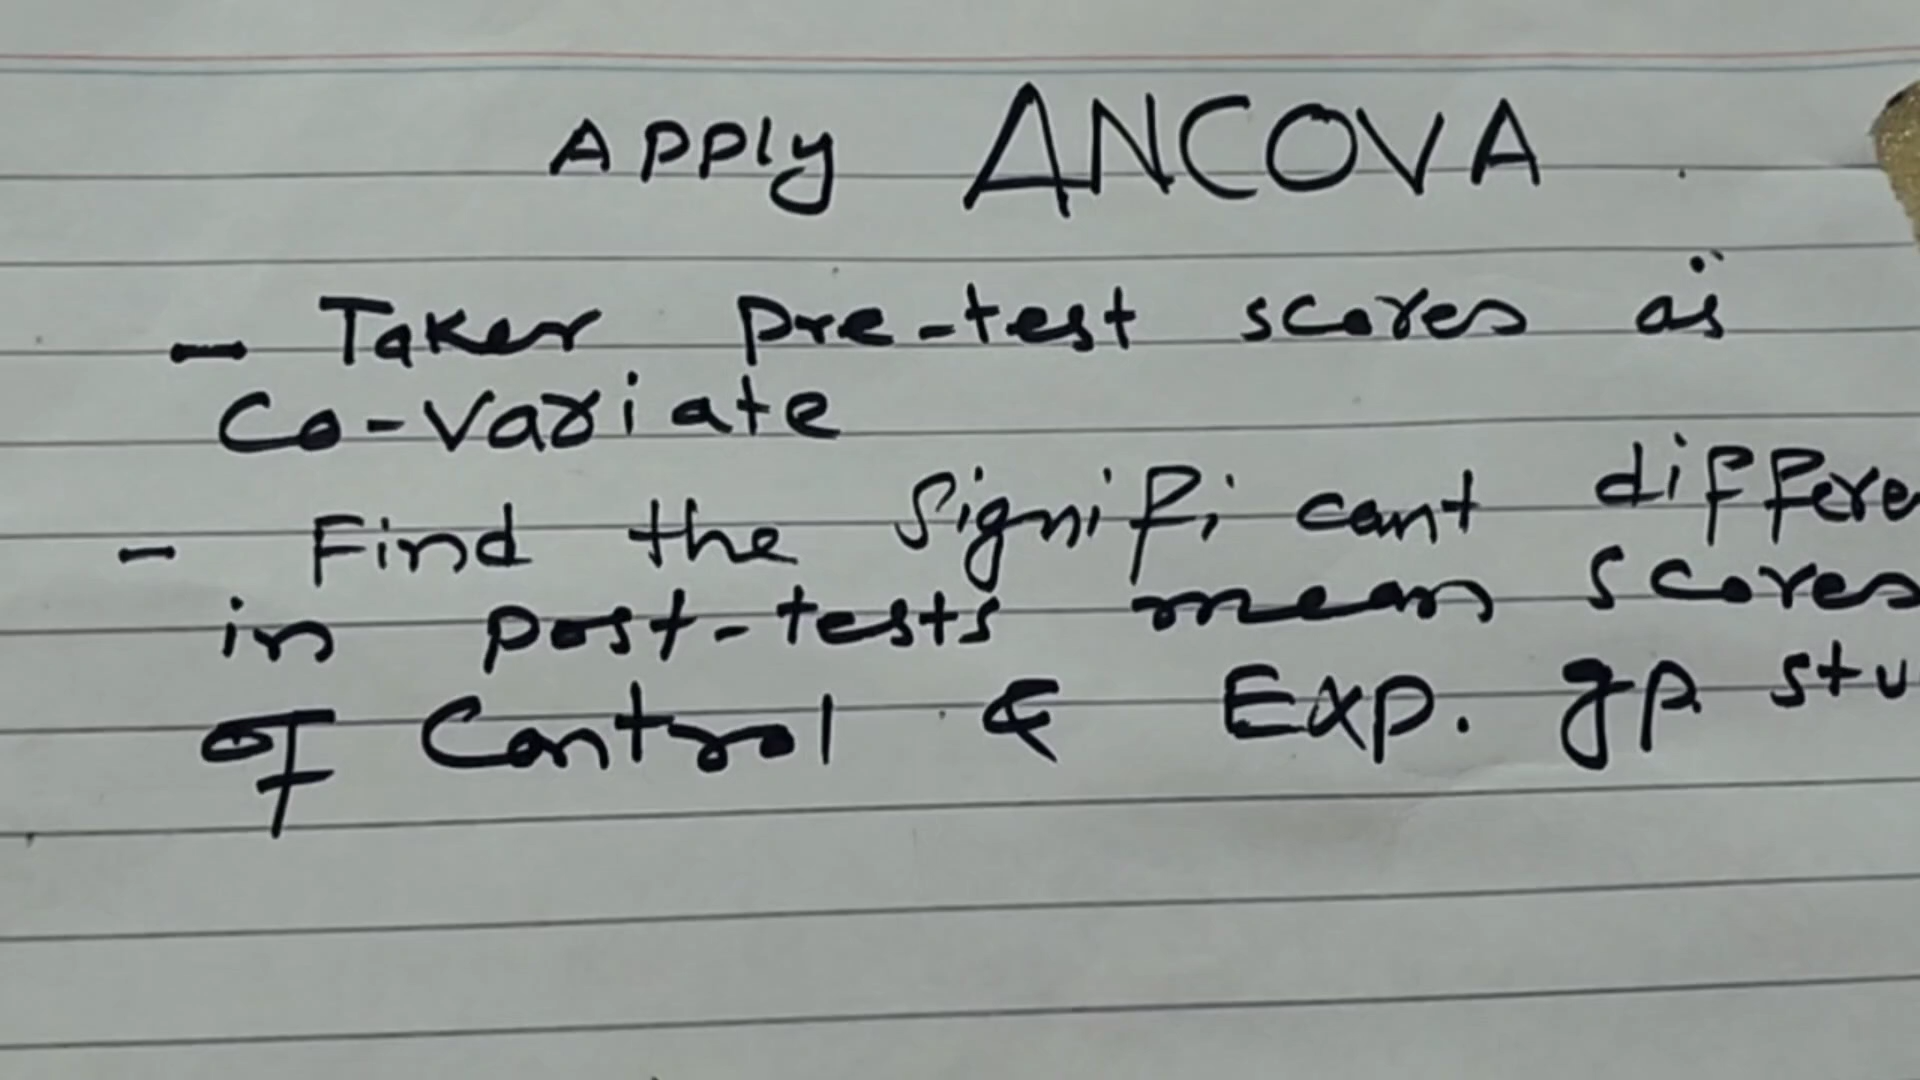 APPLY ANCOVA
- Taken pre-test scores as
Co-variate
- Find the significant differe
in post-tests mean scores
of Control & Exp. gp stu